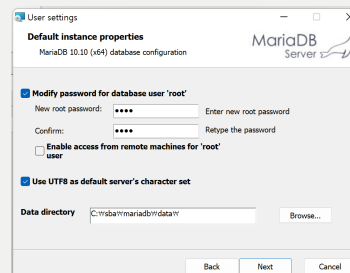 User settings
Default instance properties
MariaDB 10.10 (x64) database configuration
MariaDB
Server
Modify password for database user 'root'
New root password:
••••
Enter new root password
Confirm:
••••
Retype the password
Enable access from remote machines for 'root'
user
Use UTF8 as default server's character set
Data directory
C:₩sba₩mariadb₩data₩
Browse...
Back
Next
Cancel